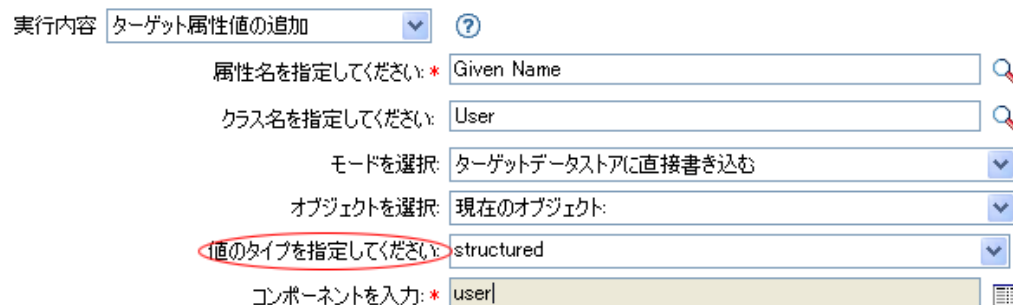 実行内容 ターゲット属性値の追加 ?
属性名を指定してください: * Given Name
クラス名を指定してください: User
モードを選択: ターゲットデータストアに直接書き込む
オブジェクトを選択: 現在のオブジェクト:
値のタイプを指定してください: structured
コンポーネントを入力: * user